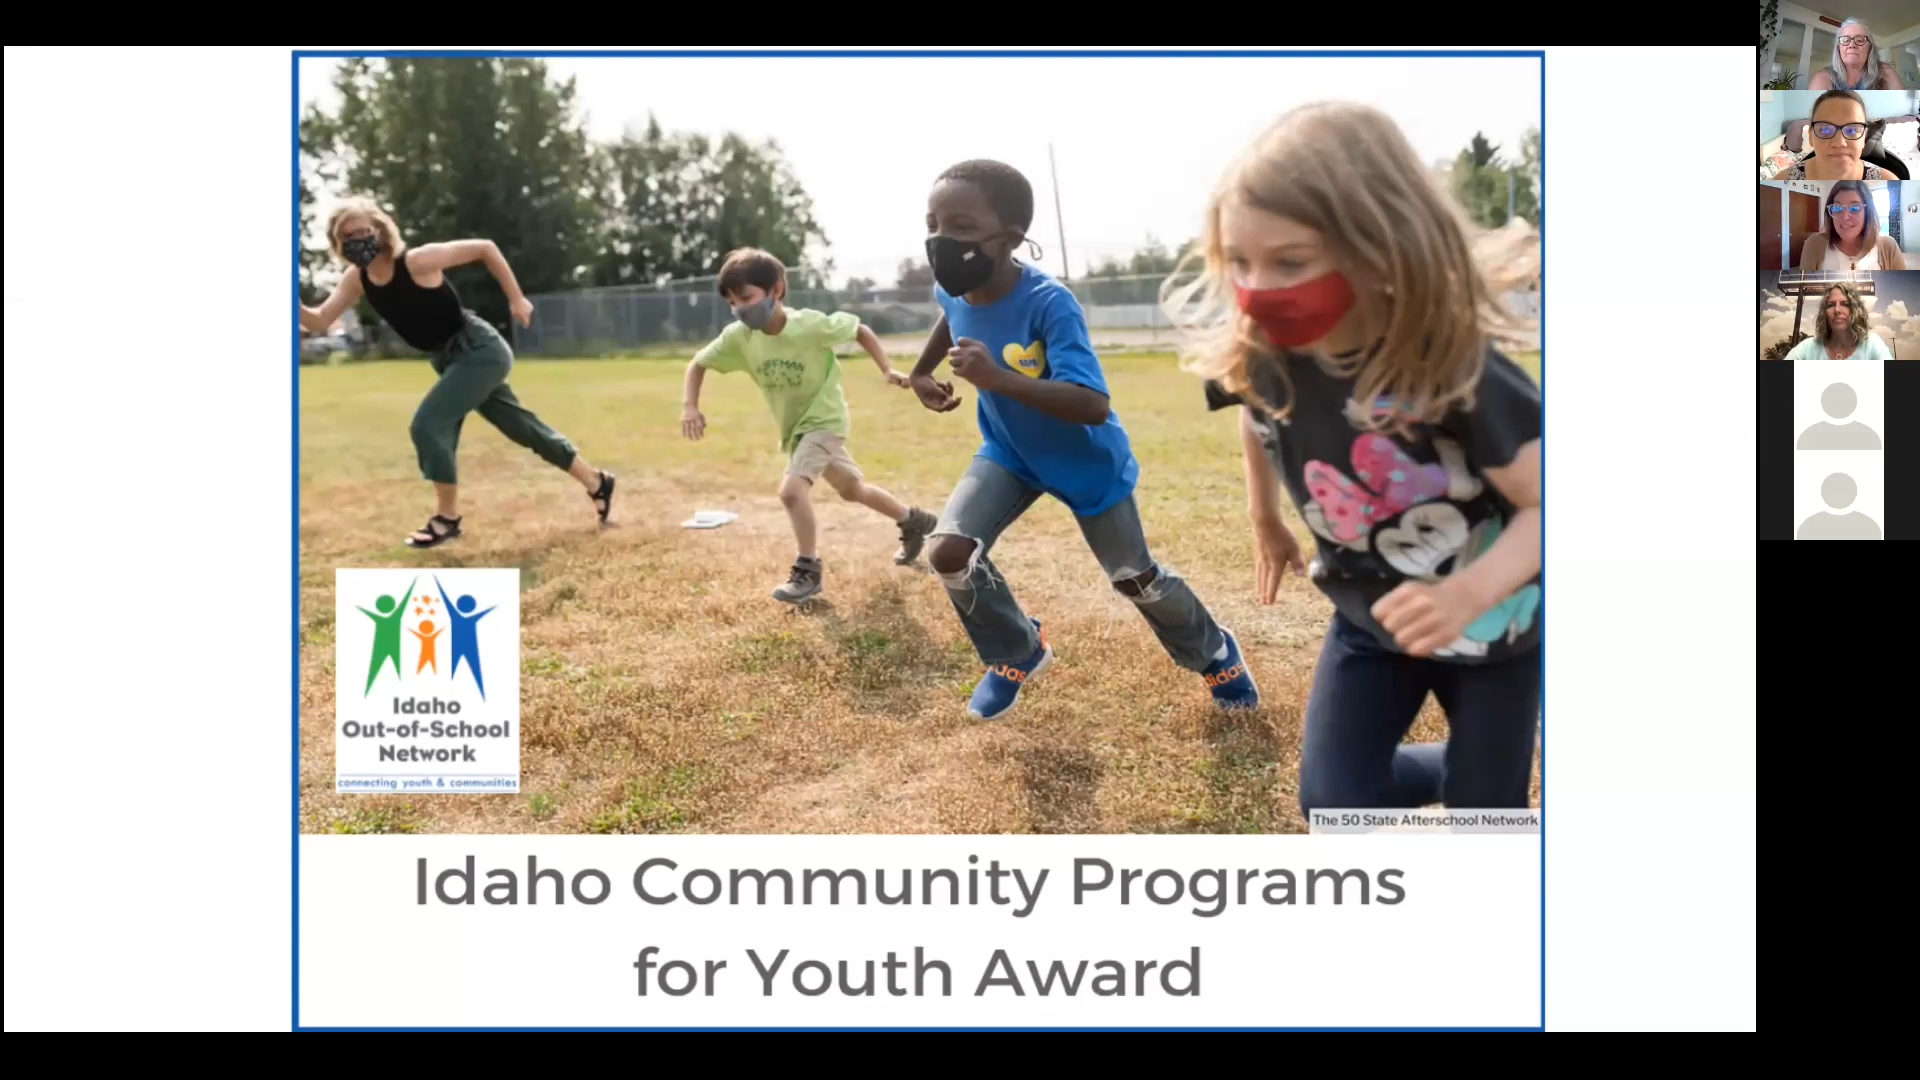 Idaho
Out-of-School
Network
connecting youth & communities
The 50 State Afterschool Network
Idaho Community Programs
for Youth Award
adidas